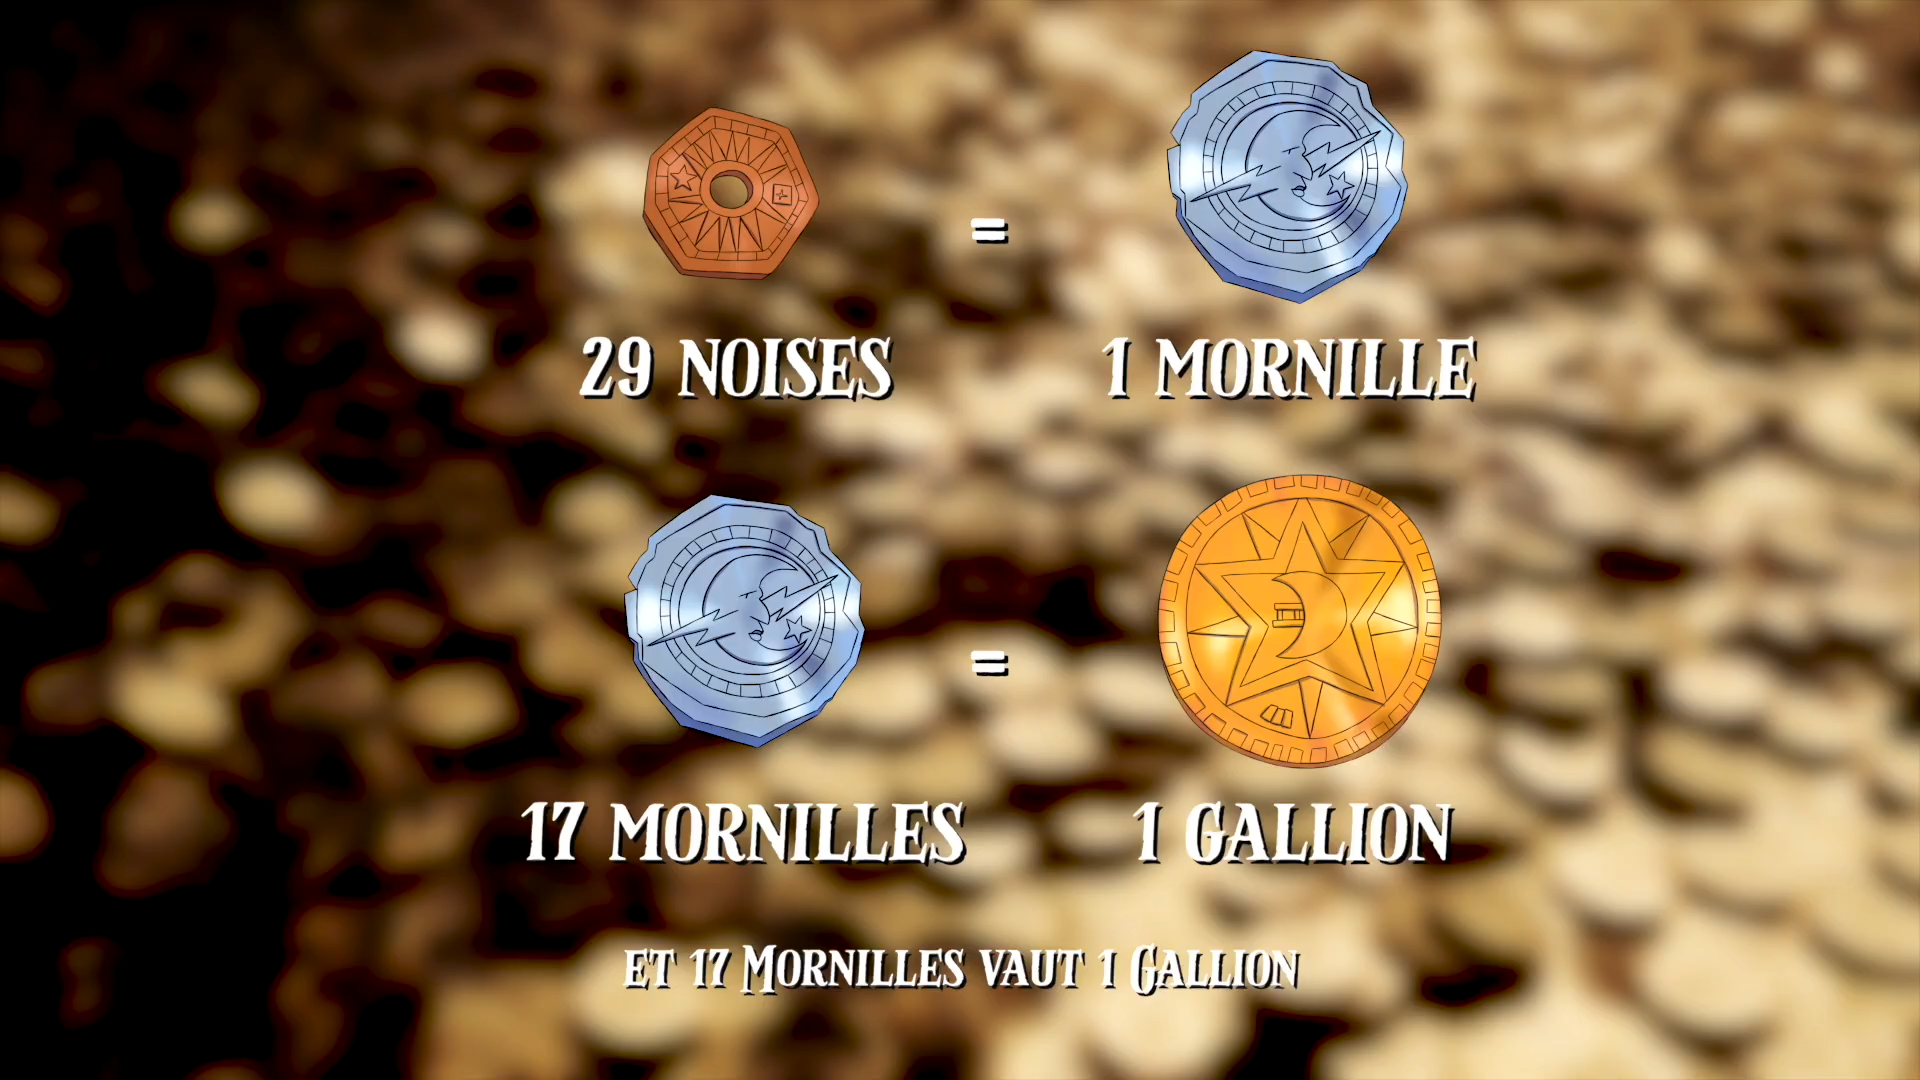 29 NOISES = 1 MORNILLE
17 MORNILLES = 1 GALLION
ET 17 MORNILLES VAUT 1 GALLION